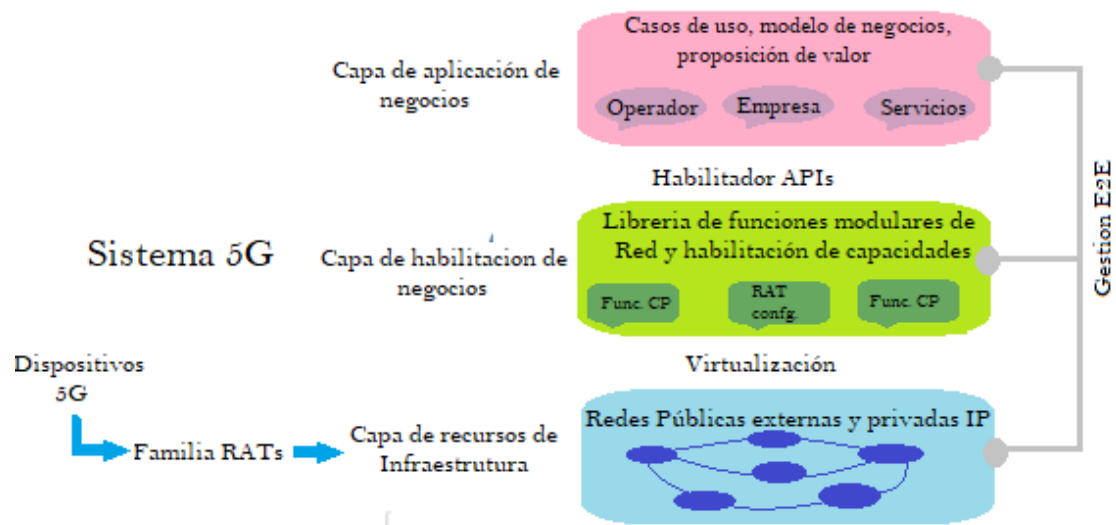 Casos de uso, modelo de negocios,
proposición de valor
Capa de aplicación de
negocios
Operador
Empresa
Servicios
Habilitador APIs
Sistema 5G
Capa de habilitacion de
negocios
Libreria de funciones modulares de
Red y habilitación de capacidades
Func. CP
RAT
confg.
Func. CP
Gestion E2E
Virtualización
Dispositivos
5G
Familia RATs
Capa de recursos de
Infraestrutura
Redes Públicas externas y privadas IP